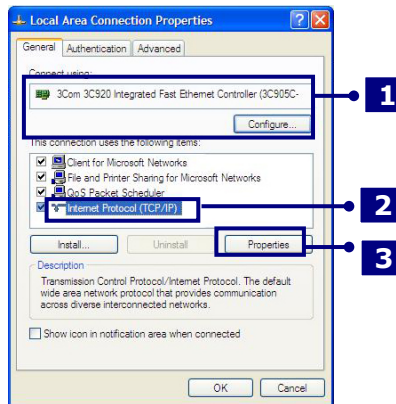 Local Area Connection Properties
General Authentication Advanced
Connect using:
3Com 3C920 Integrated Fast Ethernet Controller (3C905C-
Configure...
1
This connection uses the following items:
Client for Microsoft Networks
File and Printer Sharing for Microsoft Networks
QoS Packet Scheduler
Internet Protocol (TCP/IP)
2
Install... Uninstall Properties
3
Description
Transmission Control Protocol/Internet Protocol. The default
wide area network protocol that provides communication
across diverse interconnected networks.
Show icon in notification area when connected
OK Cancel